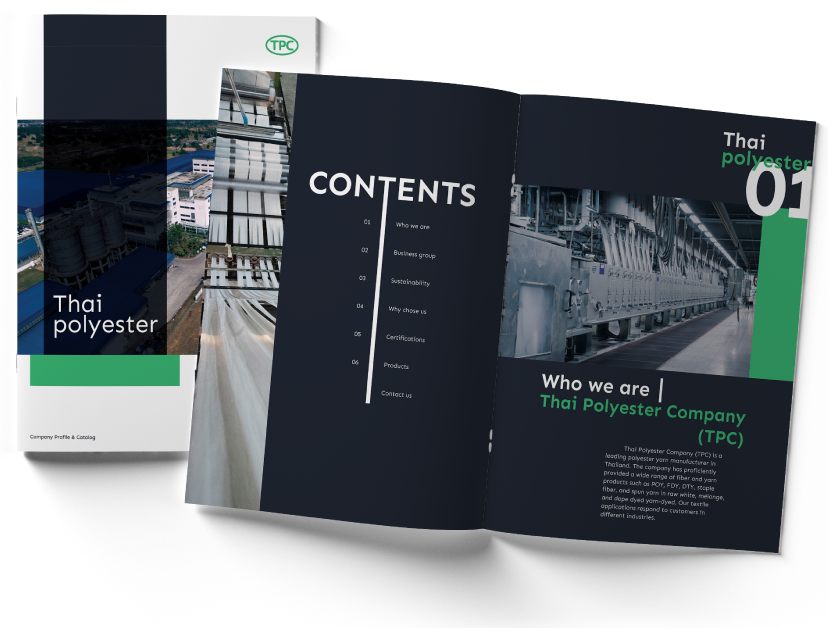 TPC
Thai
polyester
Company Profile & Catalog
CONTENTS
01 Who we are
02 Business group
03 Sustainability
04 Why chose us
05 Certifications
06 Products
Contact us
Thai
polyester
01
Who we are |
Thai Polyester Company
(TPC)
Thai Polyester Company (TPC) is a
leading polyester yarn manufacturer in
Thailand. The company has proficiently
provided a wide range of fiber and yarn
products such as POY, FDY, DTY, staple
fiber, and spun yarn in raw white, mélange,
and dope dyed yarn-dyed. Our textile
applications respond to customers in
different industries.